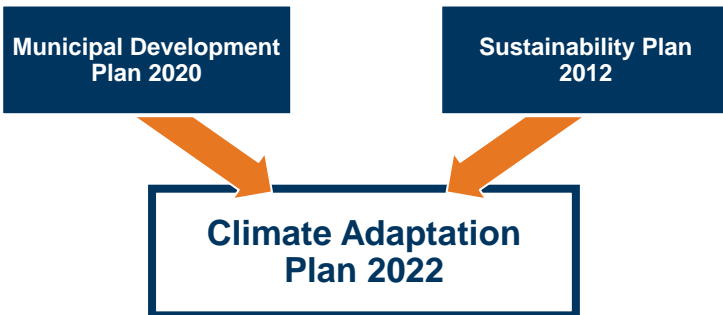 Municipal Development
Plan 2020
Sustainability Plan
2012
Climate Adaptation
Plan 2022